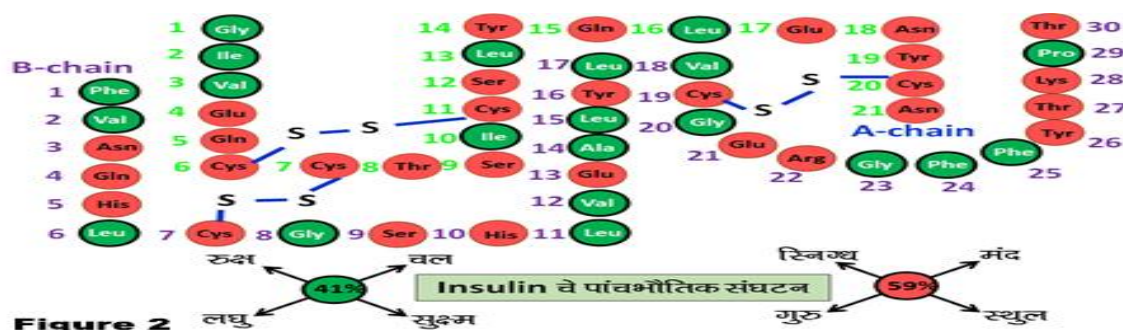 1 Gly 14 Tyr 15 Gln 16 Leu 17 Glu 18 Asn Thr 30
2 Ile 13 Leu 17 Leu 18 Val 19 Tyr Pro 29
B-chain 3 Val 12 Ser S 20 Cys Lys 28
1 Phe 4 Glu 11 Cys 16 Tyr 19 Cys S 21 Asn Thr 27
2 Val 5 Gln S S 10 Ile 15 Leu 20 Gly A-chain Tyr 26
3 Asn 6 Cys 7 Cys 8 Thr 9 Ser 14 Ala Glu 21 Arg 22 Gly 23 Phe 24 Phe 25
4 Gln 13 Glu
5 His S S 12 Val
6 Leu 7 Cys 8 Gly 9 Ser 10 His 11 Leu
रुक्ष चल स्निग्ध मंद
41% Insulin चे पांचभौतिक संघटन 59%
लघु सुक्ष्म गुरु स्थुल
Figure 2